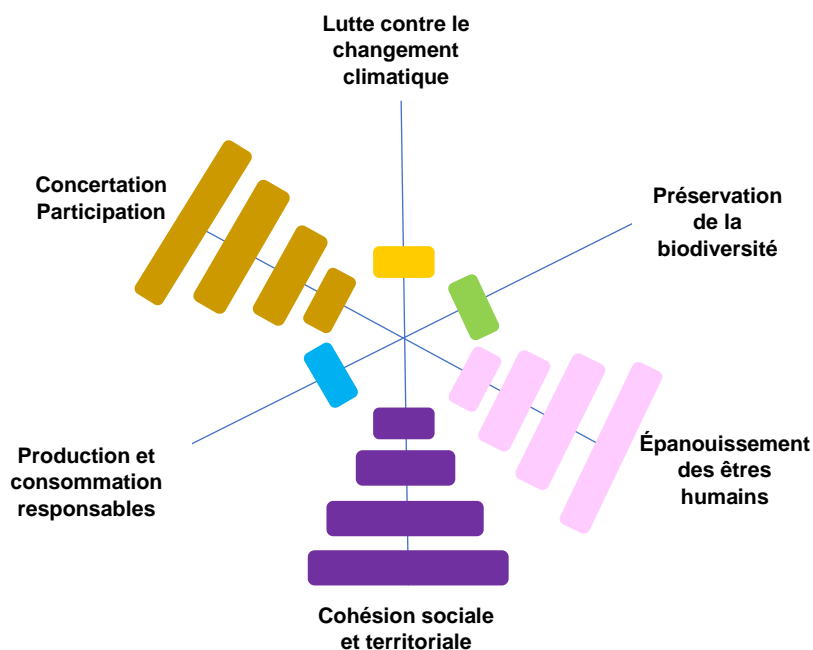 Lutte contre le
changement
climatique
Concertation
Participation
Préservation
de la
biodiversité
Production et
consommation
responsables
Épanouissement
des êtres
humains
Cohésion sociale
et territoriale